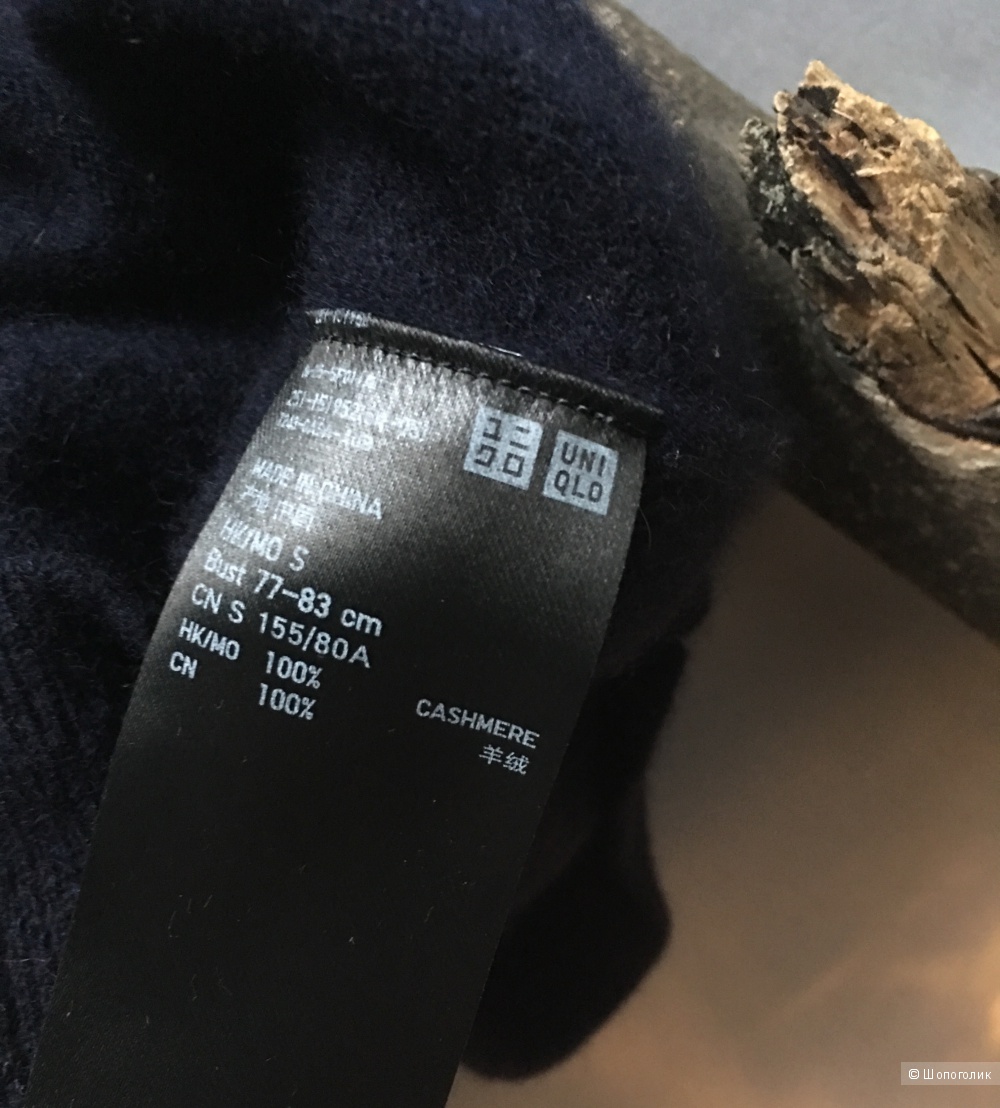 ユニ
クロ
UNI
QLO
MADE IN CHINA
HK/MO S
Bust 77-83 cm
CN S 155/80A
HK/MO 100%
CN 100%
CASHMERE
羊绒
© Шопоголик